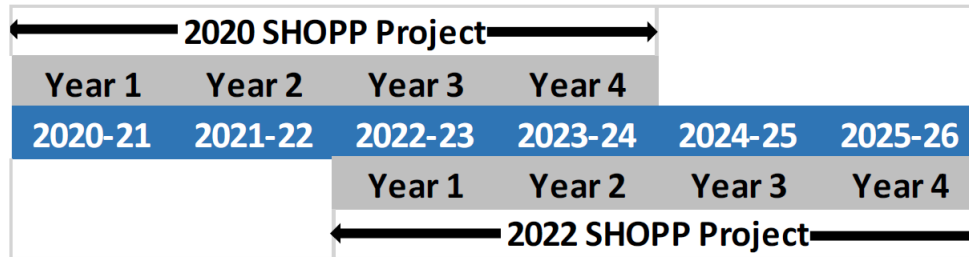 2020 SHOPP Project
Year 1 Year 2 Year 3 Year 4
2020-21 2021-22 2022-23 2023-24 2024-25 2025-26
Year 1 Year 2 Year 3 Year 4
2022 SHOPP Project